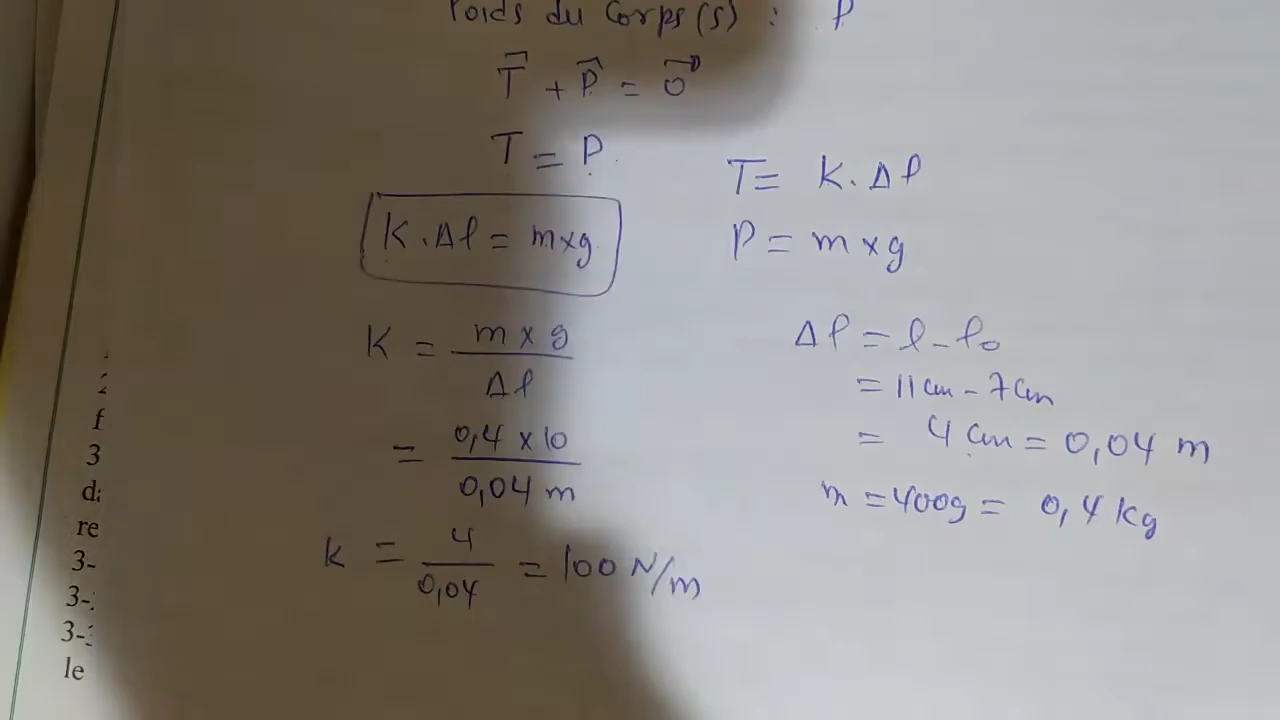 Poids du Corps(s) : P
T + P = 0
T = P
T = K.Δl
K.Δl = m×g
P = m×g
K = m×g / Δl
Δl = l - l₀
= 11cm - 7cm
= 0,4×10 / 0,04 m
= 4 cm = 0,04 m
m = 400g = 0,4 kg
k = 4 / 0,04 = 100 N/m
f
3
re
3-
3-
3-
le